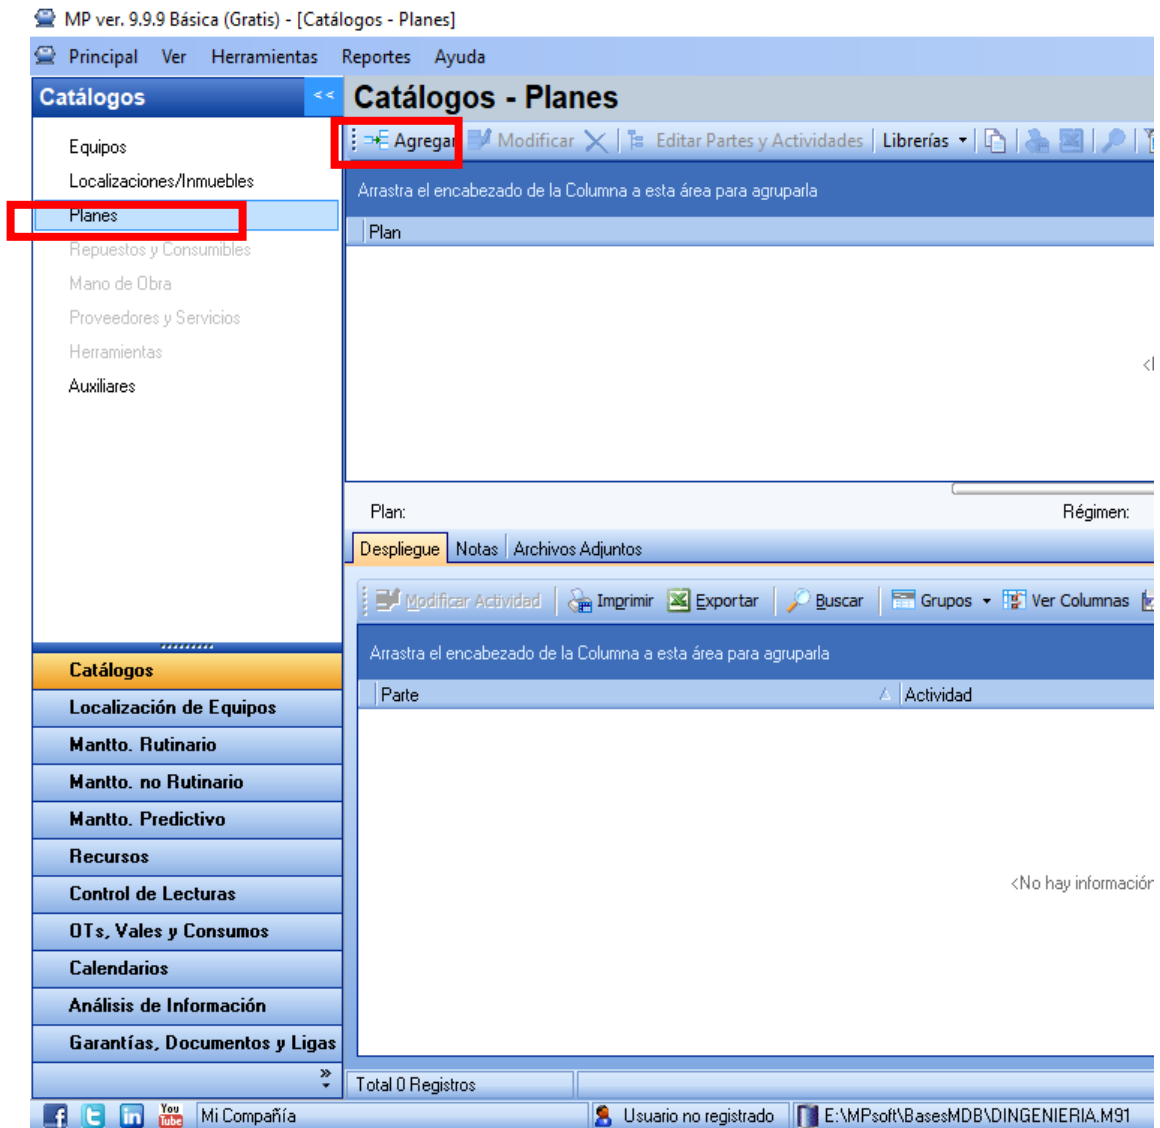 MP ver. 9.9.9 Básica (Gratis) - [Catálogos - Planes]
Principal Ver Herramientas Reportes Ayuda
Catálogos <<
Catálogos - Planes
Agregar Modificar Editar Partes y Actividades Librerías
Equipos
Localizaciones/Inmuebles
Planes
Repuestos y Consumibles
Mano de Obra
Proveedores y Servicios
Herramientas
Auxiliares
Arrastra el encabezado de la Columna a esta área para agruparla
Plan
Plan: Régimen:
Despliegue Notas Archivos Adjuntos
Modificar Actividad Imprimir Exportar Buscar Grupos Ver Columnas
Arrastra el encabezado de la Columna a esta área para agruparla
Parte Actividad
<No hay información
Catálogos
Localización de Equipos
Mantto. Rutinario
Mantto. no Rutinario
Mantto. Predictivo
Recursos
Control de Lecturas
OTs, Vales y Consumos
Calendarios
Análisis de Información
Garantías, Documentos y Ligas
Total 0 Registros
You Tube Mi Compañía Usuario no registrado E:\MPsoft\BasesMDB\DINGENIERIA.M91